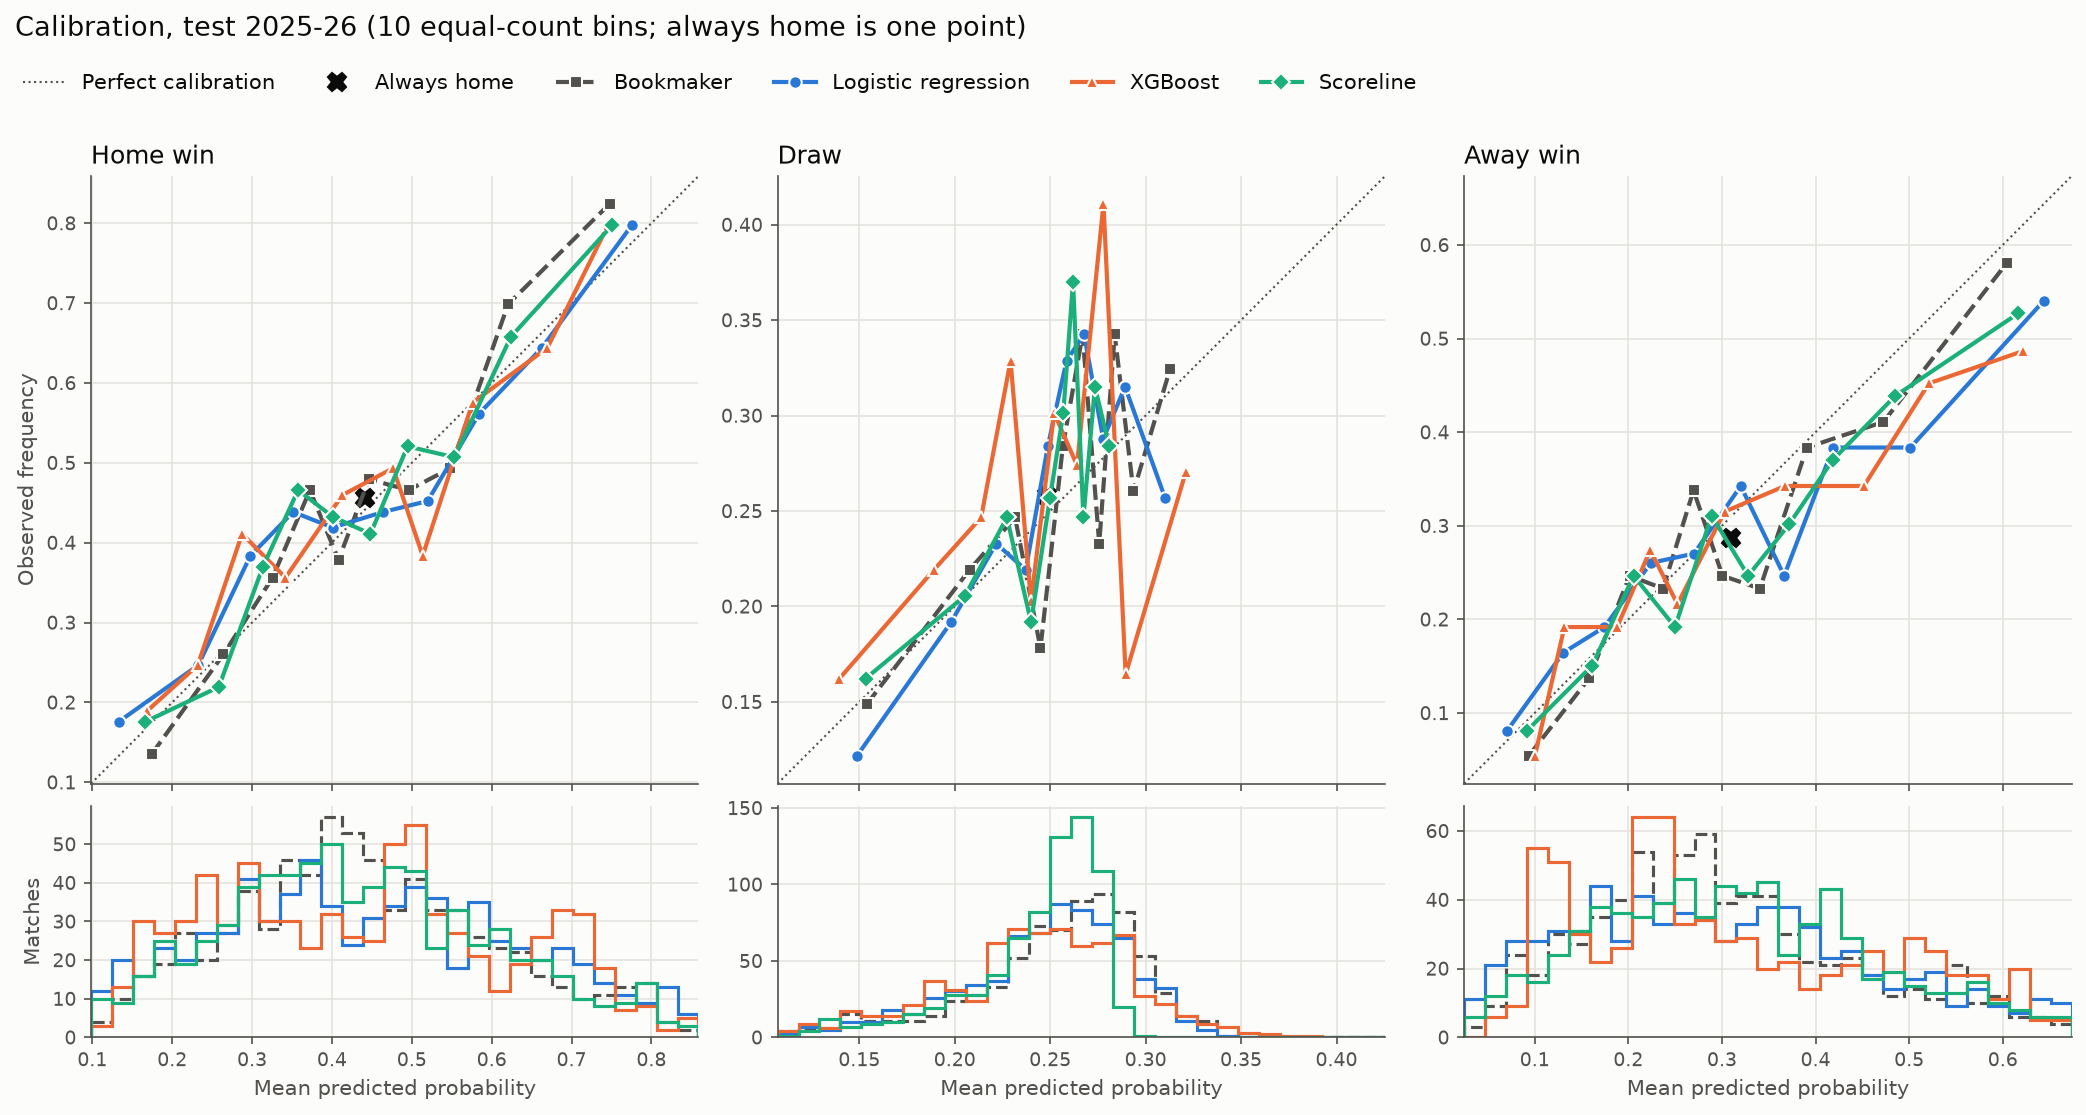 Calibration, test 2025-26 (10 equal-count bins; always home is one point)
Perfect calibration Always home Bookmaker Logistic regression XGBoost Scoreline
Home win
Observed frequency
0.8
0.7
0.6
0.5
0.4
0.3
0.2
0.1
Draw
0.40
0.35
0.30
0.25
0.20
0.15
Away win
0.6
0.5
0.4
0.3
0.2
0.1
Matches
50
40
30
20
10
0
0.1 0.2 0.3 0.4 0.5 0.6 0.7 0.8
Mean predicted probability
150
100
50
0
0.15 0.20 0.25 0.30 0.35 0.40
Mean predicted probability
60
40
20
0
0.1 0.2 0.3 0.4 0.5 0.6
Mean predicted probability